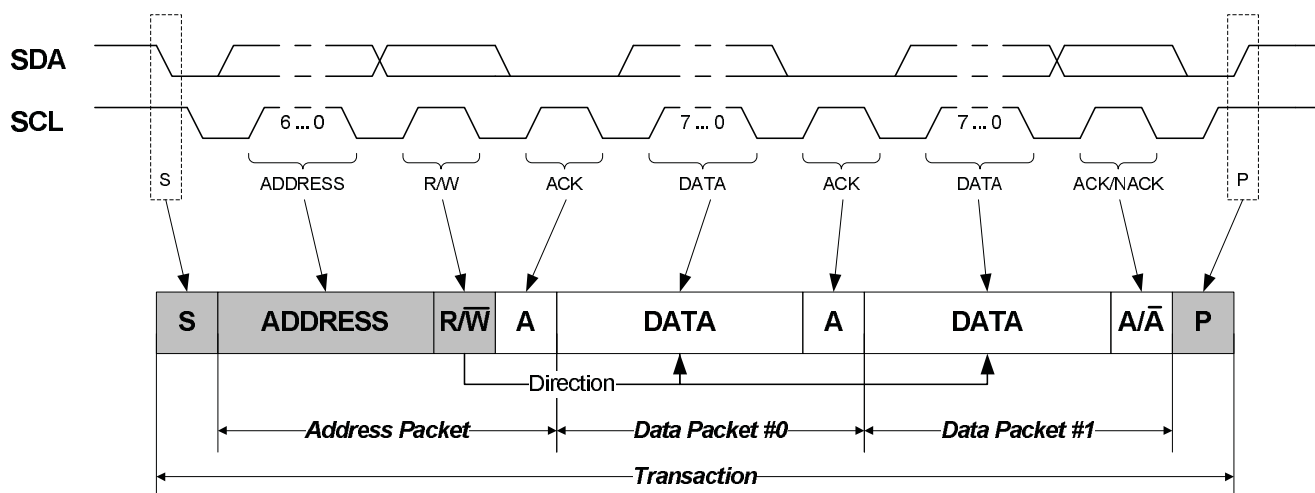 SDA
SCL
6 ... 0
7 ... 0
7 ... 0
S
ADDRESS
R/W
ACK
DATA
ACK
DATA
ACK/NACK
P
S
ADDRESS
R/W̅
A
DATA
A
DATA
A/A̅
P
Direction
Address Packet
Data Packet #0
Data Packet #1
Transaction